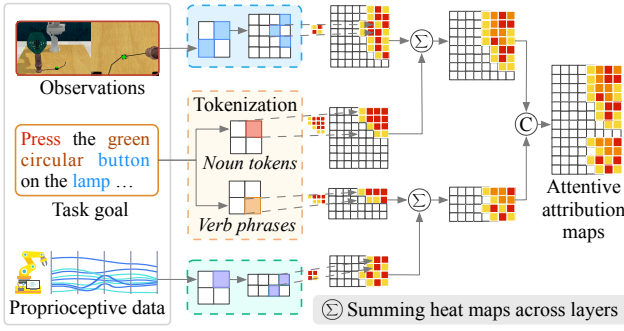 Observations
Tokenization
Press the green
circular button
on the lamp ...
Task goal
Noun tokens
Verb phrases
Proprioceptive data
Σ
Σ
C
Attentive
attribution
maps
Σ Summing heat maps across layers